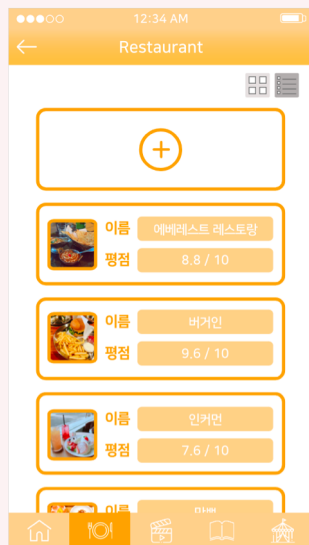 12:34 AM
Restaurant
이름 에베레스트 레스토랑
평점 8.8 / 10
이름 버거인
평점 9.6 / 10
이름 인커먼
평점 7.6 / 10
이름